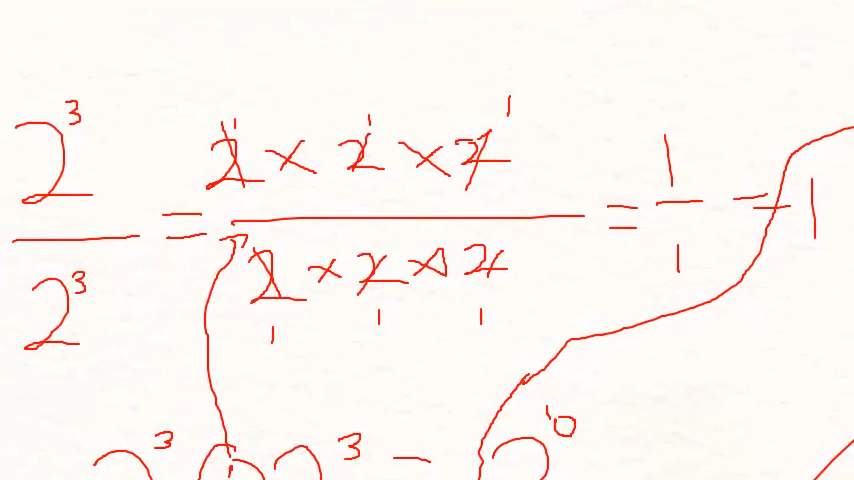 2³/2³ = (2 × 2 × 2)/(2 × 2 × 2) = 1/1 = 1
2³ ÷ 2³ = 2⁰